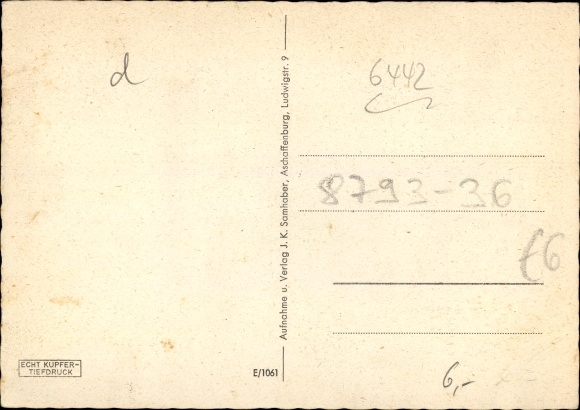 d
6442
Aufnahme u. Verlag J. K. Samhaber, Aschaffenburg, Ludwigstr. 9
8793-36
€6
ECHT KUPFER-
TIEFDRUCK
E/1061
6,-